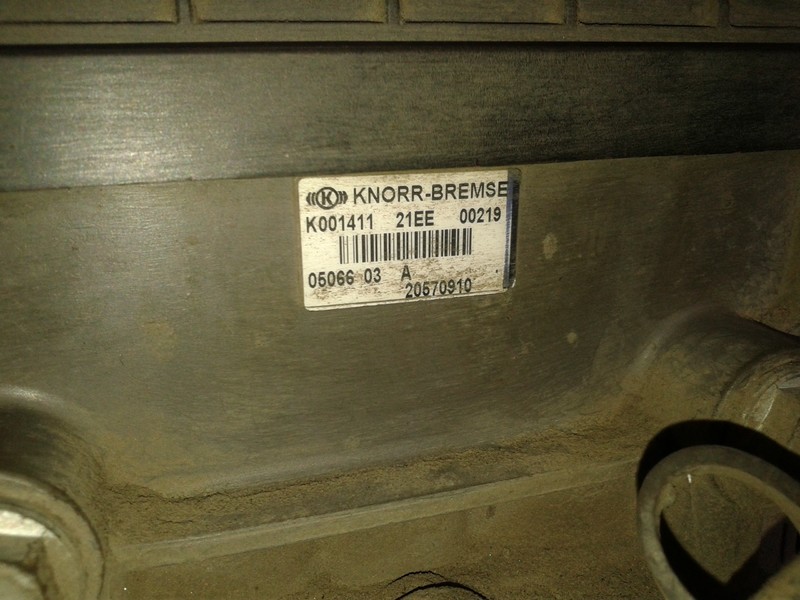 K KNORR-BREMSE
K001411 21EE 00219
05066 03 A
20570910